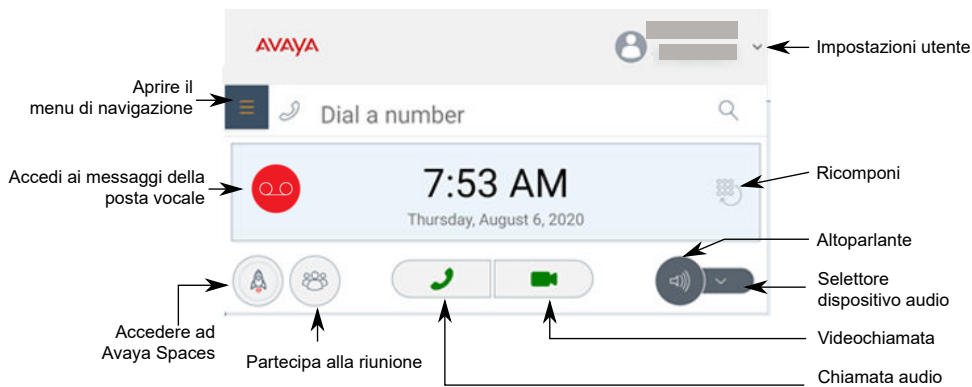 AVAYA
Impostazioni utente
Aprire il
menu di navigazione
Dial a number
Accedi ai messaggi della
posta vocale
7:53 AM
Thursday, August 6, 2020
Ricomponi
Altoparlante
Selettore
dispositivo audio
Accedere ad
Avaya Spaces
Partecipa alla riunione
Videochiamata
Chiamata audio